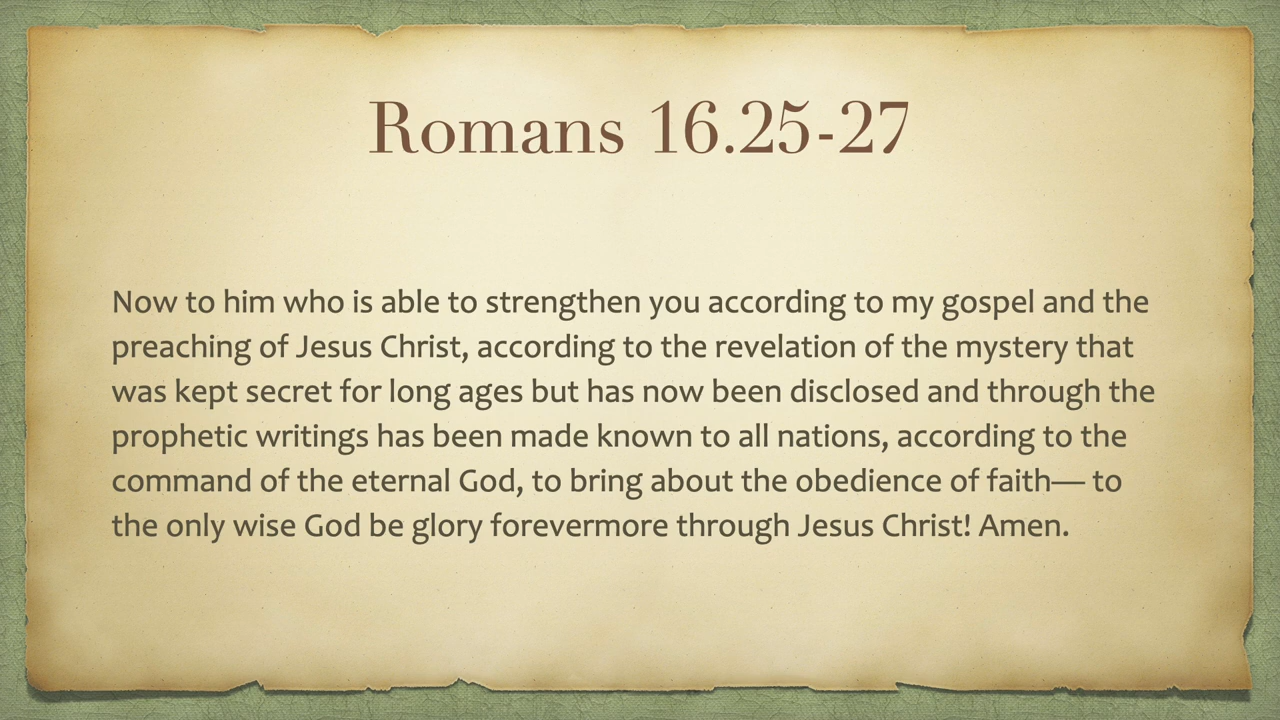 Romans 16.25-27
Now to him who is able to strengthen you according to my gospel and the
preaching of Jesus Christ, according to the revelation of the mystery that
was kept secret for long ages but has now been disclosed and through the
prophetic writings has been made known to all nations, according to the
command of the eternal God, to bring about the obedience of faith— to
the only wise God be glory forevermore through Jesus Christ! Amen.